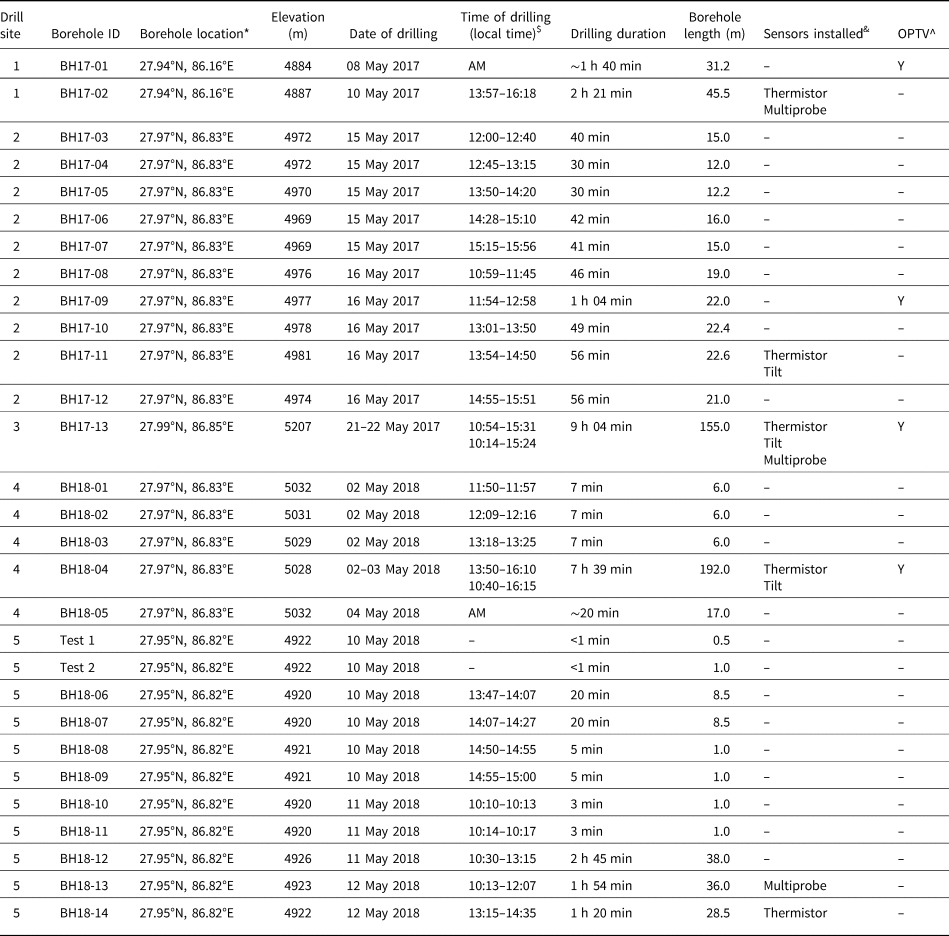 Drill site Borehole ID Borehole location* Elevation (m) Date of drilling Time of drilling (local time)$ Drilling duration Borehole length (m) Sensors installed& OPTV^
1 BH17-01 27.94°N, 86.16°E 4884 08 May 2017 AM ∼1 h 40 min 31.2 – Y
1 BH17-02 27.94°N, 86.16°E 4887 10 May 2017 13:57–16:18 2 h 21 min 45.5 Thermistor –
Multiprobe
2 BH17-03 27.97°N, 86.83°E 4972 15 May 2017 12:00–12:40 40 min 15.0 – –
2 BH17-04 27.97°N, 86.83°E 4972 15 May 2017 12:45–13:15 30 min 12.0 – –
2 BH17-05 27.97°N, 86.83°E 4970 15 May 2017 13:50–14:20 30 min 12.2 – –
2 BH17-06 27.97°N, 86.83°E 4969 15 May 2017 14:28–15:10 42 min 16.0 – –
2 BH17-07 27.97°N, 86.83°E 4969 15 May 2017 15:15–15:56 41 min 15.0 – –
2 BH17-08 27.97°N, 86.83°E 4976 16 May 2017 10:59–11:45 46 min 19.0 – –
2 BH17-09 27.97°N, 86.83°E 4977 16 May 2017 11:54–12:58 1 h 04 min 22.0 – Y
2 BH17-10 27.97°N, 86.83°E 4978 16 May 2017 13:01–13:50 49 min 22.4 – –
2 BH17-11 27.97°N, 86.83°E 4981 16 May 2017 13:54–14:50 56 min 22.6 Thermistor –
Tilt
2 BH17-12 27.97°N, 86.83°E 4974 16 May 2017 14:55–15:51 56 min 21.0 – –
3 BH17-13 27.99°N, 86.85°E 5207 21–22 May 2017 10:54–15:31 9 h 04 min 155.0 Thermistor Y
10:14–15:24 Tilt
Multiprobe
4 BH18-01 27.97°N, 86.83°E 5032 02 May 2018 11:50–11:57 7 min 6.0 – –
4 BH18-02 27.97°N, 86.83°E 5031 02 May 2018 12:09–12:16 7 min 6.0 – –
4 BH18-03 27.97°N, 86.83°E 5029 02 May 2018 13:18–13:25 7 min 6.0 – –
4 BH18-04 27.97°N, 86.83°E 5028 02–03 May 2018 13:50–16:10 7 h 39 min 192.0 Thermistor Y
10:40–16:15 Tilt
4 BH18-05 27.97°N, 86.83°E 5032 04 May 2018 AM ∼20 min 17.0 – –
5 Test 1 27.95°N, 86.82°E 4922 10 May 2018 – <1 min 0.5 – –
5 Test 2 27.95°N, 86.82°E 4922 10 May 2018 – <1 min 1.0 – –
5 BH18-06 27.95°N, 86.82°E 4920 10 May 2018 13:47–14:07 20 min 8.5 – –
5 BH18-07 27.95°N, 86.82°E 4920 10 May 2018 14:07–14:27 20 min 8.5 – –
5 BH18-08 27.95°N, 86.82°E 4921 10 May 2018 14:50–14:55 5 min 1.0 – –
5 BH18-09 27.95°N, 86.82°E 4921 10 May 2018 14:55–15:00 5 min 1.0 – –
5 BH18-10 27.95°N, 86.82°E 4920 11 May 2018 10:10–10:13 3 min 1.0 – –
5 BH18-11 27.95°N, 86.82°E 4920 11 May 2018 10:14–10:17 3 min 1.0 – –
5 BH18-12 27.95°N, 86.82°E 4926 11 May 2018 10:30–13:15 2 h 45 min 38.0 – –
5 BH18-13 27.95°N, 86.82°E 4923 12 May 2018 10:13–12:07 1 h 54 min 36.0 Multiprobe –
5 BH18-14 27.95°N, 86.82°E 4922 12 May 2018 13:15–14:35 1 h 20 min 28.5 Thermistor –